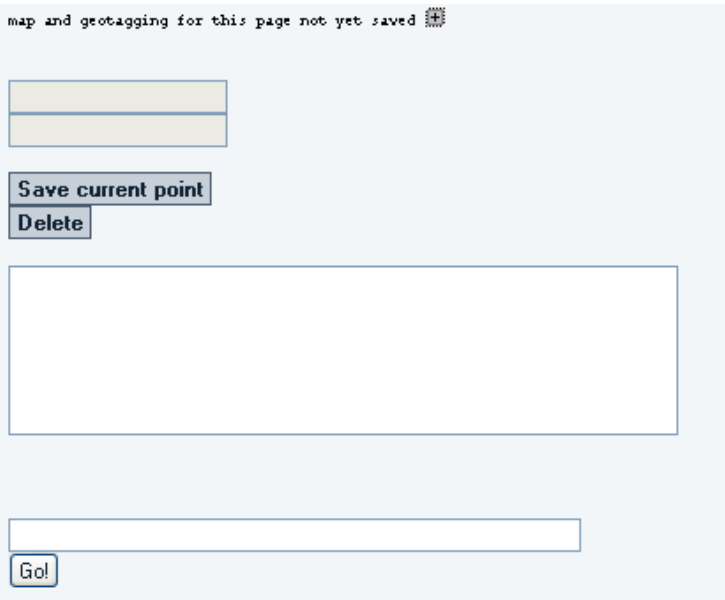 map and geotagging for this page not yet saved +
Save current point
Delete
Go!